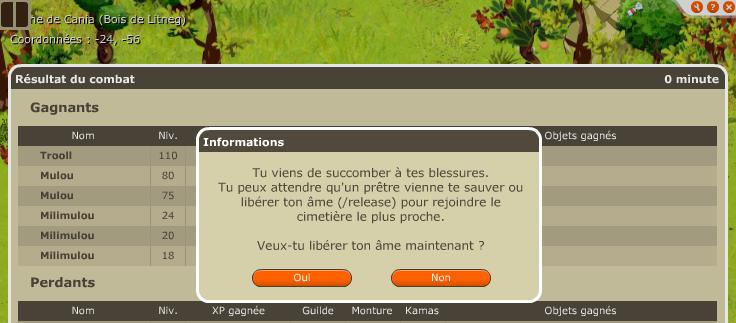 ne de Cania (Bois de Litneg)
Coordonnées : -24, -56
Résultat du combat 0 minute
Gagnants
Nom Niv. Objets gagnés
Trooll 110
Mulou 80
Mulou 75
Milimulou 24
Milimulou 20
Milimulou 18
Informations
Tu viens de succomber à tes blessures.
Tu peux attendre qu'un prêtre vienne te sauver ou
libérer ton âme (/release) pour rejoindre le
cimetière le plus proche.
Veux-tu libérer ton âme maintenant ?
Oui Non
Perdants
Nom Niv. XP gagnée Guilde Monture Kamas Objets gagnés